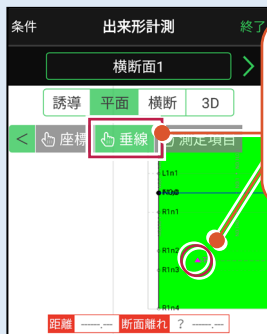 条件 出来形計測 終了
横断面1 >
誘導 平面 横断 3D
< 座標 垂線 測定項目
L1n1
R1n1
R1n2
R1n3
R1n4
距離 -----.--- 断面離れ ? -----.---